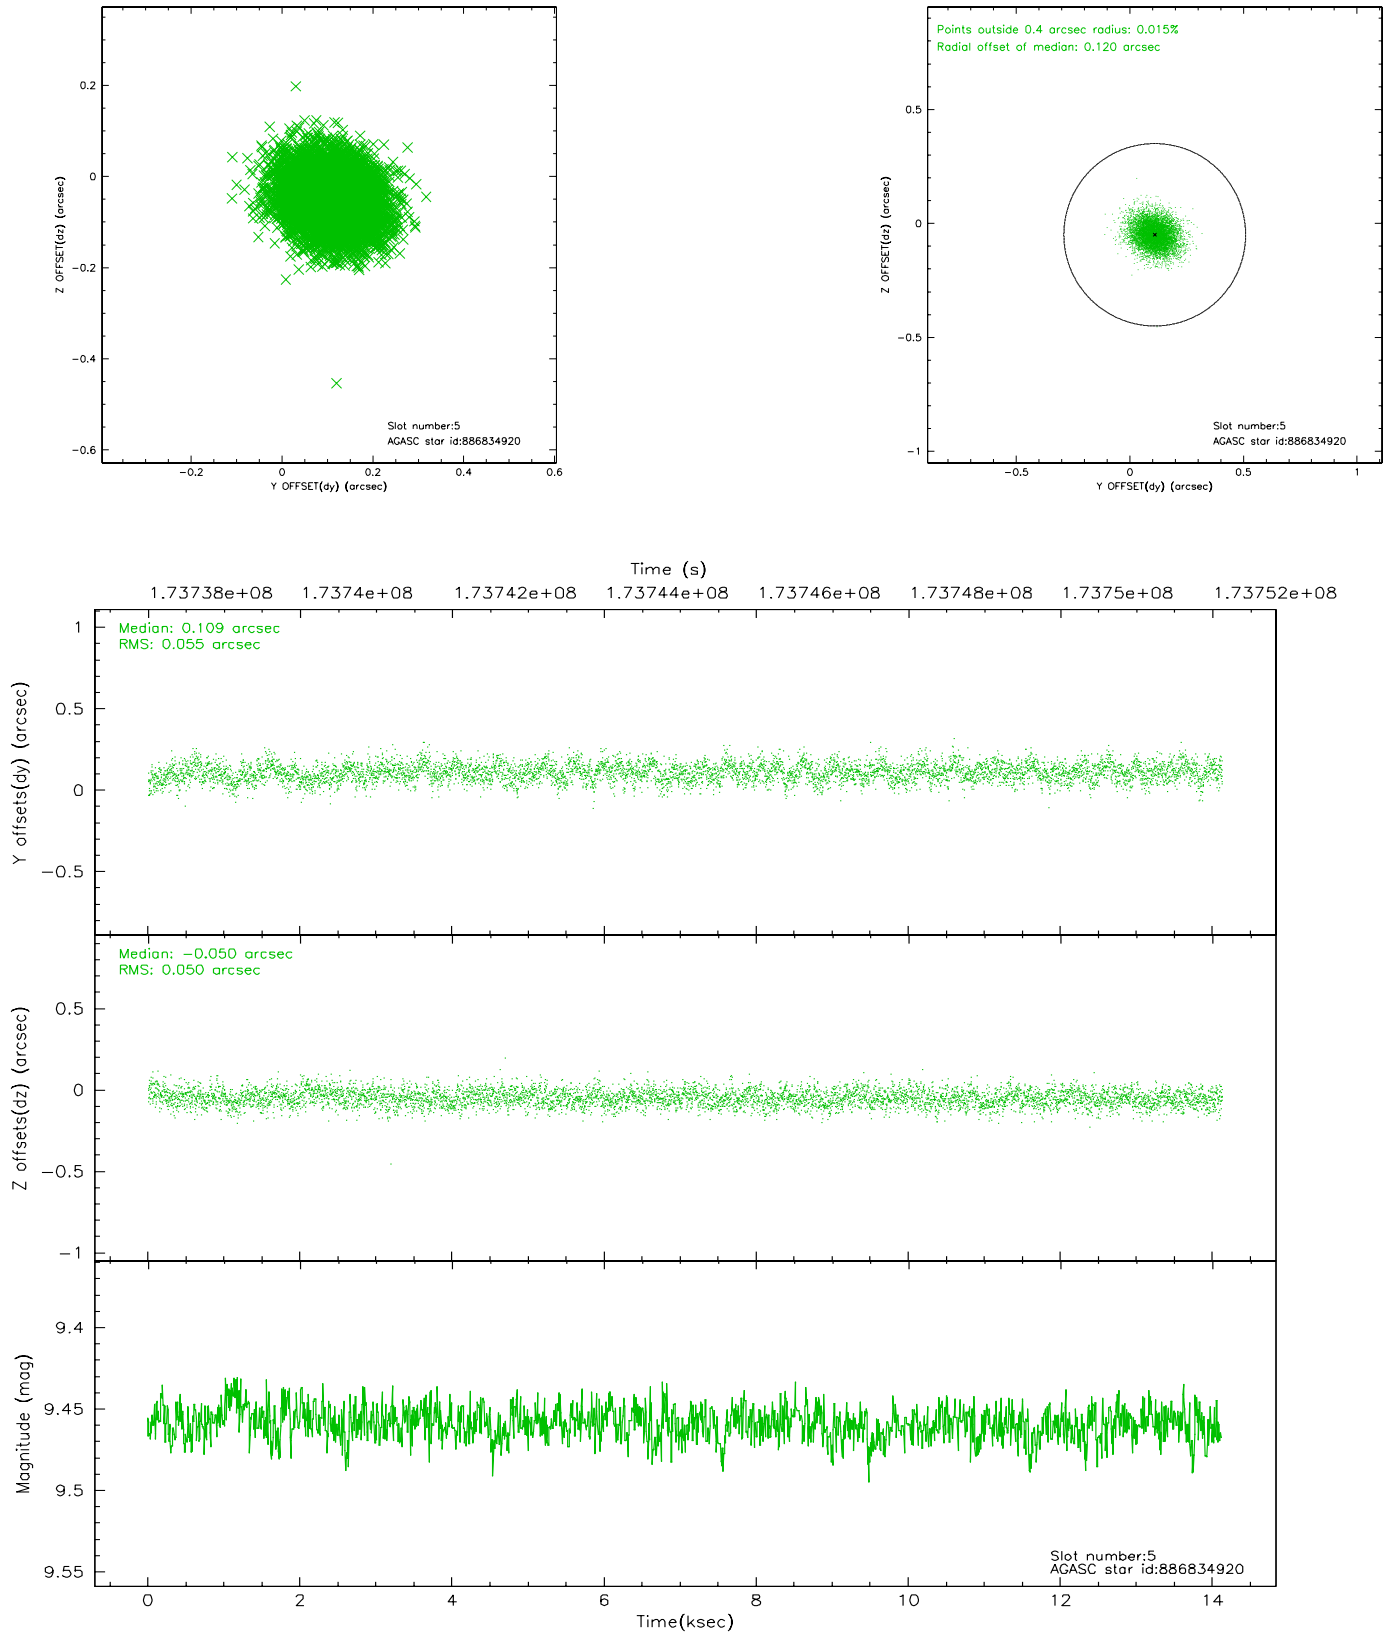 0.2
0
−0.2
−0.4
−0.6
Z OFFSET(dz) (arcsec)
Slot number:5
AGASC star id:886834920
−0.2 0 0.2 0.4 0.6
Y OFFSET(dy) (arcsec)
Points outside 0.4 arcsec radius: 0.015%
Radial offset of median: 0.120 arcsec
0.5
0
−0.5
−1
Z OFFSET(dz) (arcsec)
Slot number:5
AGASC star id:886834920
−0.5 0 0.5 1
Y OFFSET(dy) (arcsec)
Time (s)
1.73738e+08 1.7374e+08 1.73742e+08 1.73744e+08 1.73746e+08 1.73748e+08 1.7375e+08 1.73752e+08
Median: 0.109 arcsec
RMS: 0.055 arcsec
1
0.5
0
−0.5
Y offsets(dy) (arcsec)
Median: −0.050 arcsec
RMS: 0.050 arcsec
0.5
0
−0.5
−1
Z offsets(dz) (arcsec)
9.4
9.45
9.5
9.55
Magnitude (mag)
Slot number:5
AGASC star id:886834920
0 2 4 6 8 10 12 14
Time(ksec)